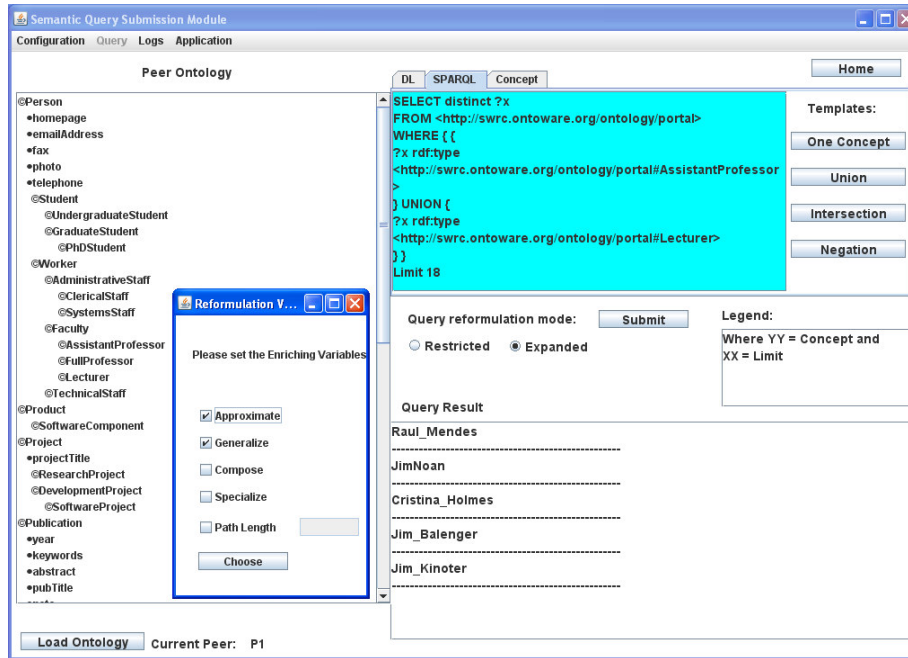 Semantic Query Submission Module
Configuration Query Logs Application
Peer Ontology
©Person
•homepage
•emailAddress
•fax
•photo
•telephone
©Student
©UndergraduateStudent
©GraduateStudent
©PhDStudent
©Worker
©AdministrativeStaff
©ClericalStaff
©SystemsStaff
©Faculty
©AssistantProfessor
©FullProfessor
©Lecturer
©TechnicalStaff
©Product
©SoftwareComponent
©Project
•projectTitle
©ResearchProject
©DevelopmentProject
©SoftwareProject
©Publication
•year
•keywords
•abstract
•pubTitle
Load Ontology Current Peer: P1
Reformulation V...
Please set the Enriching Variables
Approximate
Generalize
Compose
Specialize
Path Length
Choose
DL SPARQL Concept
Home
SELECT distinct ?x
FROM <http://swrc.ontoware.org/ontology/portal>
WHERE { {
?x rdf:type
<http://swrc.ontoware.org/ontology/portal#AssistantProfessor
>
} UNION {
?x rdf:type
<http://swrc.ontoware.org/ontology/portal#Lecturer>
} }
Limit 18
Templates:
One Concept
Union
Intersection
Negation
Query reformulation mode: Submit
Restricted Expanded
Legend:
Where YY = Concept and
XX = Limit
Query Result
Raul_Mendes
JimNoan
Cristina_Holmes
Jim_Balenger
Jim_Kinoter